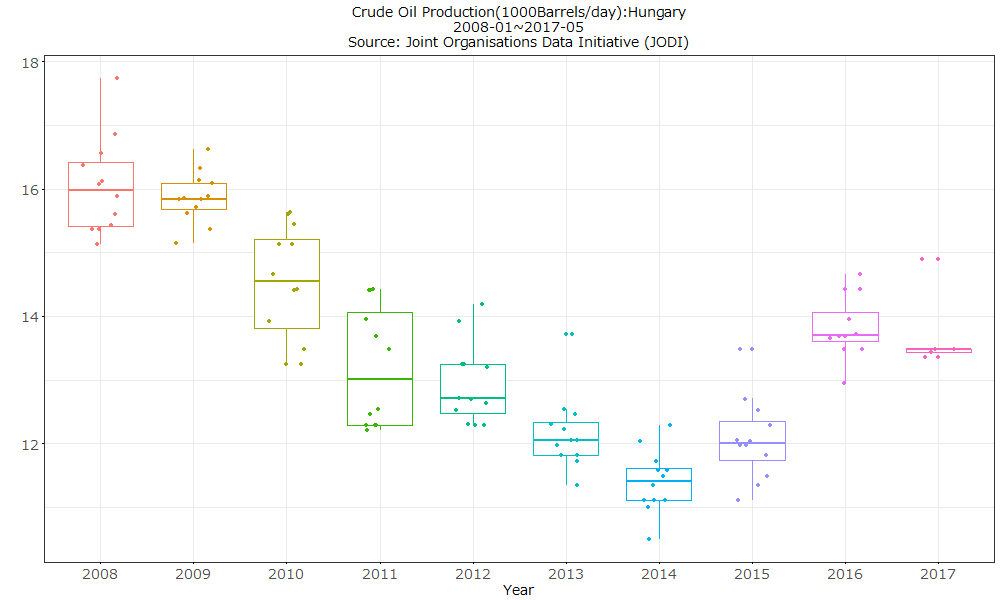 Crude Oil Production(1000Barrels/day):Hungary
2008-01~2017-05
Source: Joint Organisations Data Initiative (JODI)
18
16
14
12
2008 2009 2010 2011 2012 2013 2014 2015 2016 2017
Year